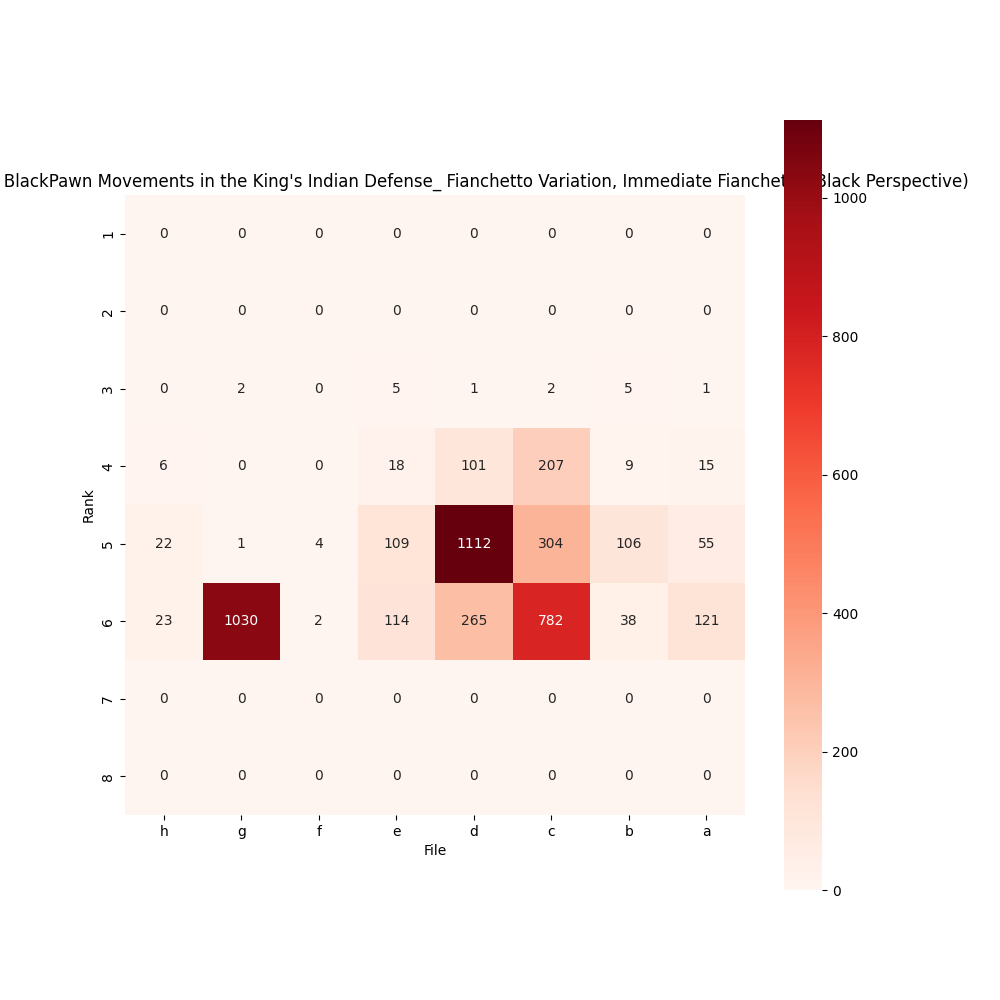 BlackPawn Movements in the King's Indian Defense_ Fianchetto Variation, Immediate Black Perspective)
1000
1 0 0 0 0 0 0 0 0
2 0 0 0 0 0 0 0 0
800
3 0 2 0 5 1 2 5 1
600
4 6 0 0 18 101 207 9 15
Rank
5 22 1 4 109 1112 304 106 55
400
6 23 1030 2 114 265 782 38 121
7 0 0 0 0 0 0 0 0
200
8 0 0 0 0 0 0 0 0
h g f e d c b a
File
0